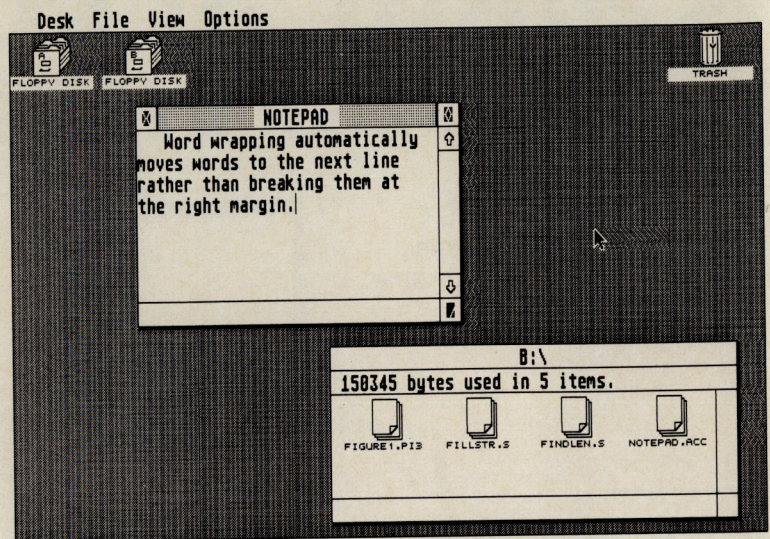 Desk File View Options
A B
FLOPPY DISK FLOPPY DISK TRASH
NOTEPAD
Word wrapping automatically
moves words to the next line
rather than breaking them at
the right margin.
B:\
150345 bytes used in 5 items.
FIGURE1.PI3 FILLSTR.S FINDLEN.S NOTEPAD.ACC